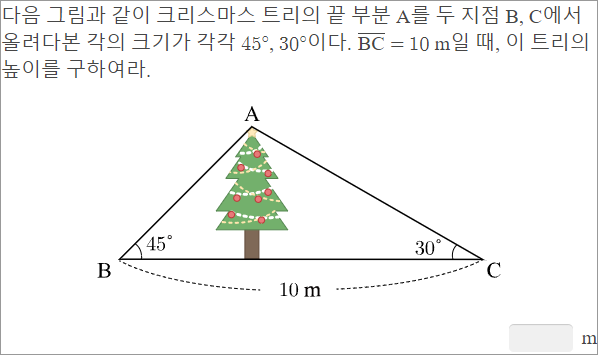 다음 그림과 같이 크리스마스 트리의 끝 부분 A를 두 지점 B, C에서
올려다본 각의 크기가 각각 45°, 30°이다. B̅C̅ = 10 m일 때, 이 트리의
높이를 구하여라.
A
45°
30°
B
C
10 m
m